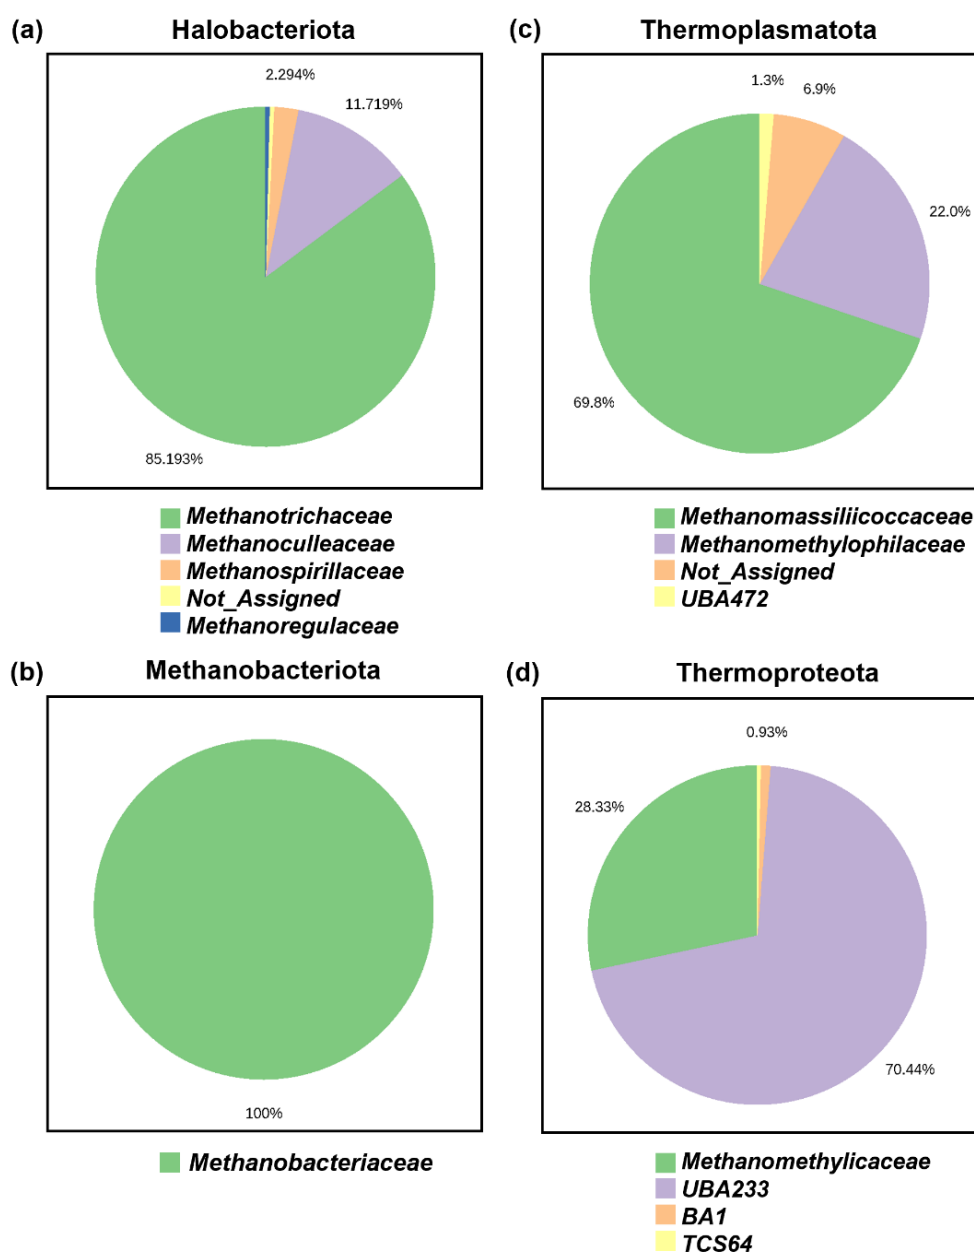 (a) Halobacteriota
2.294%
11.719%
85.193%
Methanotrichaceae
Methanoculleaceae
Methanospirillaceae
Not_Assigned
Methanoregulaceae
(c) Thermoplasmatota
1.3%
6.9%
22.0%
69.8%
Methanomassiliicoccaceae
Methanomethylophilaceae
Not_Assigned
UBA472
(b) Methanobacteriota
100%
Methanobacteriaceae
(d) Thermoproteota
0.93%
28.33%
70.44%
Methanomethylicaceae
UBA233
BA1
TCS64